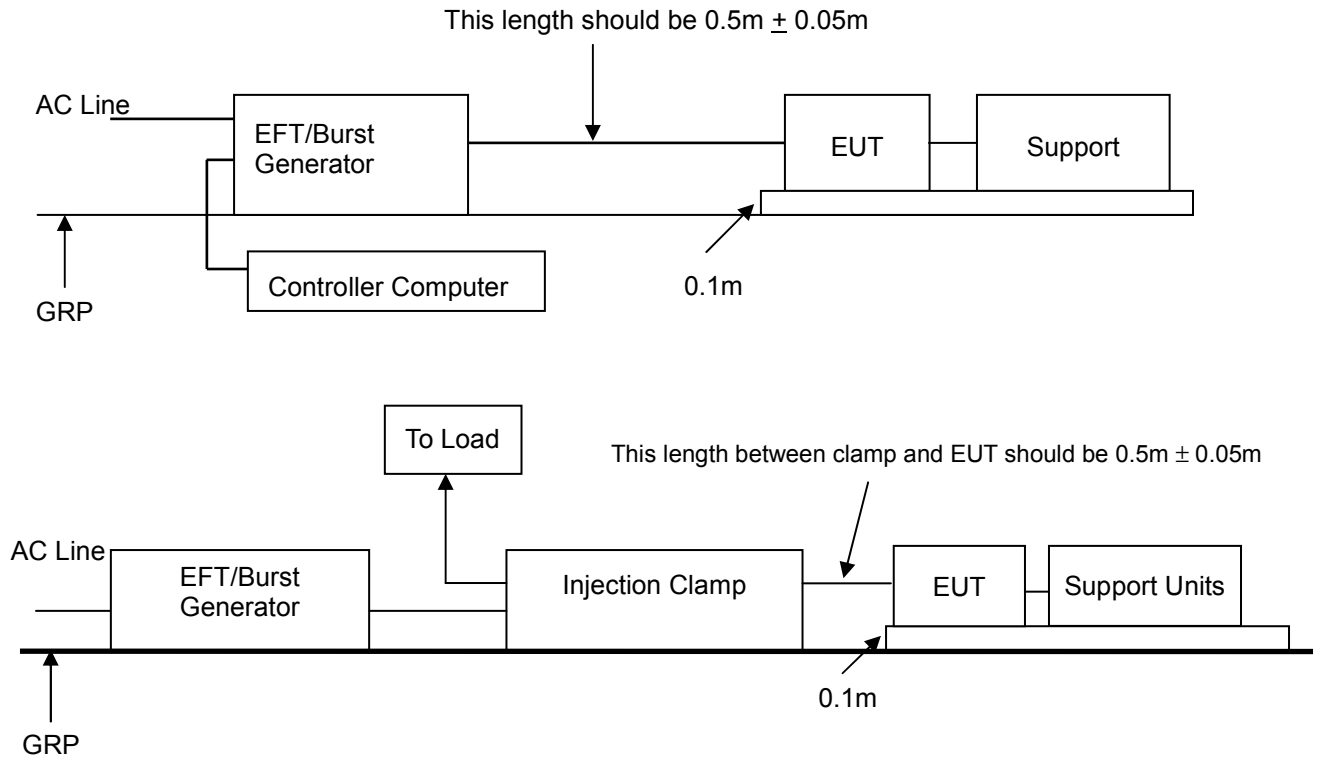 This length should be 0.5m ± 0.05m
AC Line
EFT/Burst
Generator
EUT
Support
Controller Computer
0.1m
GRP
To Load
This length between clamp and EUT should be 0.5m ± 0.05m
AC Line
EFT/Burst
Generator
Injection Clamp
EUT
Support Units
0.1m
GRP